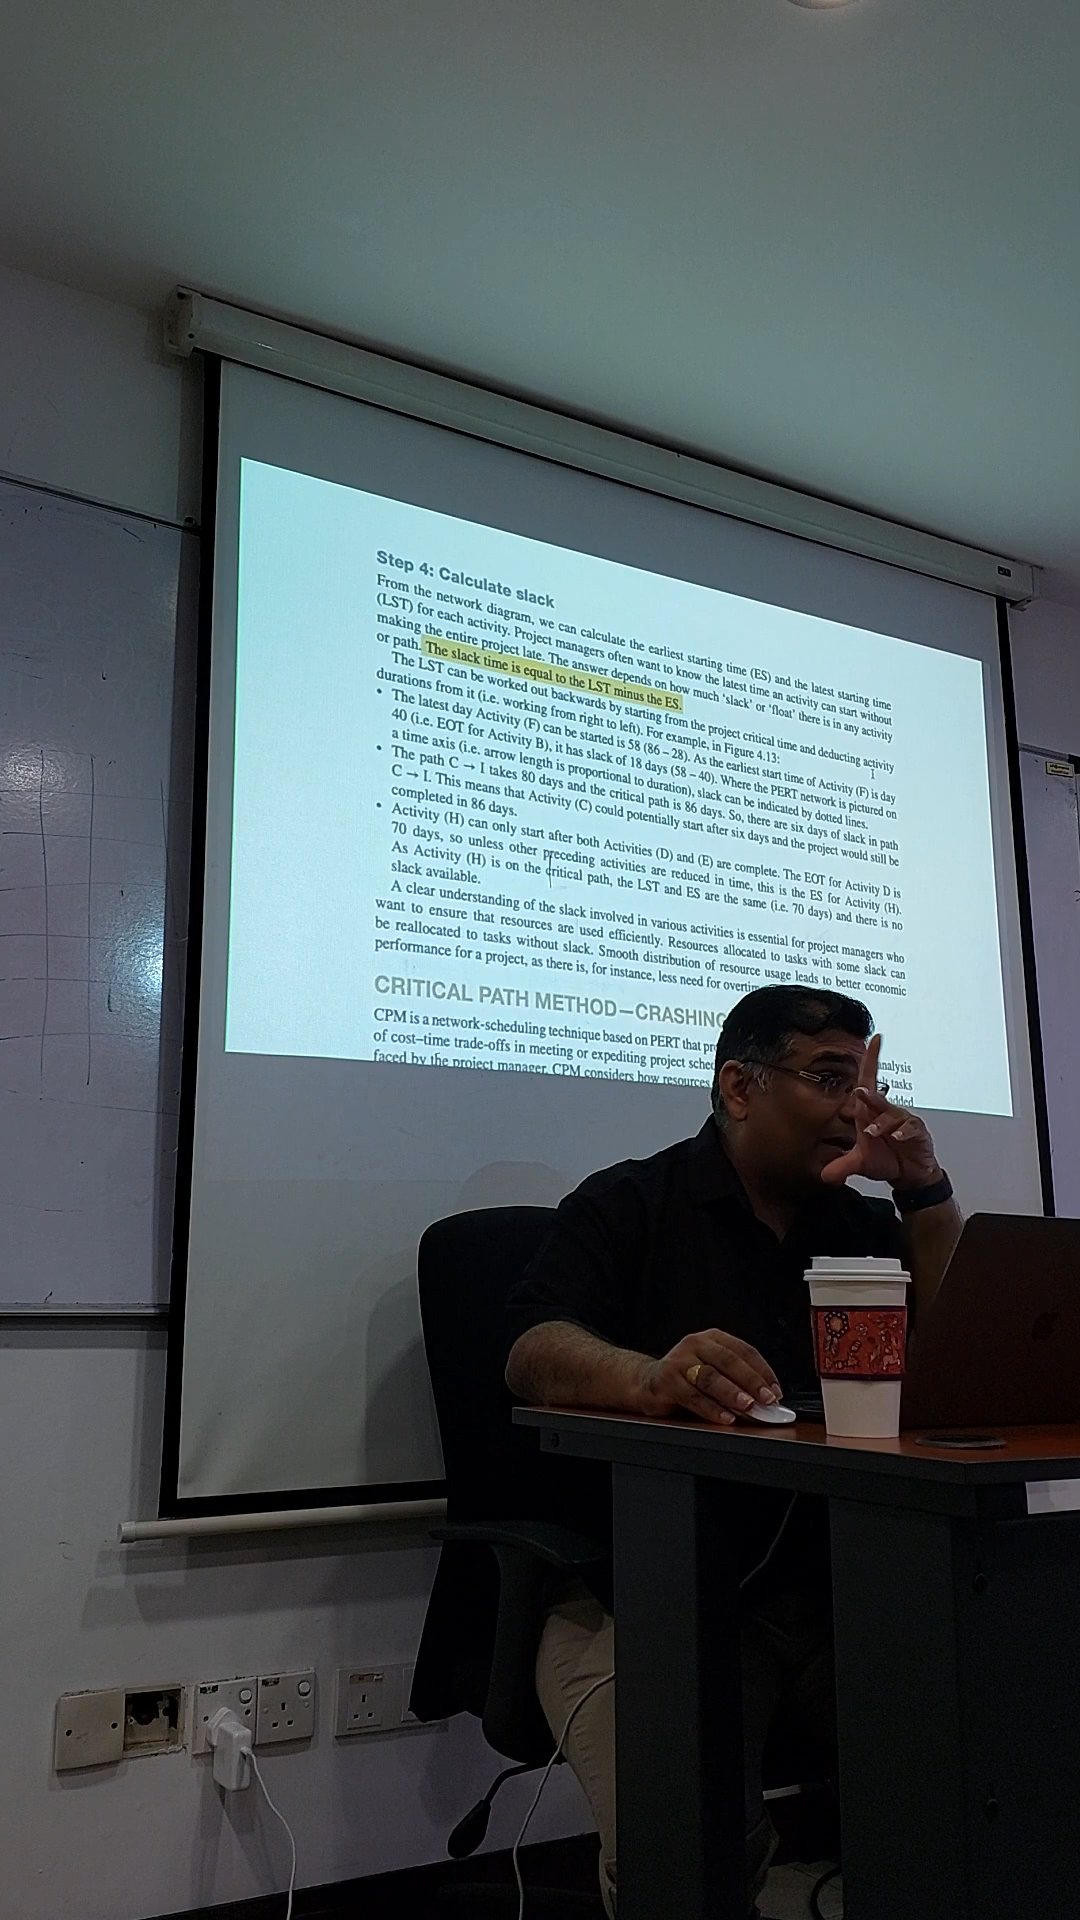 Step 4: Calculate slack
From the network diagram, we can calculate the earliest starting time (ES) and the latest starting time
(LST) for each activity. Project managers often want to know the latest time an activity can start without
making the entire project late. The answer depends on how much ‘slack’ or ‘float’ there is in any activity
or path. The slack time is equal to the LST minus the ES.
The LST can be worked out backwards by starting from the project critical time and deducting activity
durations from it (i.e. working from right to left). For example, in Figure 4.13:
• The latest day Activity (F) can be started is 58 (86 – 28). As the earliest start time of Activity (F) is day
40 (i.e. EOT for Activity B), it has slack of 18 days (58 – 40). Where the PERT network is pictured on
a time axis (i.e. arrow length is proportional to duration), slack can be indicated by dotted lines.
• The path C → I takes 80 days and the critical path is 86 days. So, there are six days of slack in path
C → I. This means that Activity (C) could potentially start after six days and the project would still be
completed in 86 days.
• Activity (H) can only start after both Activities (D) and (E) are complete. The EOT for Activity D is
70 days, so unless other preceding activities are reduced in time, this is the ES for Activity (H).
As Activity (H) is on the critical path, the LST and ES are the same (i.e. 70 days) and there is no
slack available.
A clear understanding of the slack involved in various activities is essential for project managers who
want to ensure that resources are used efficiently. Resources allocated to tasks with some slack can
be reallocated to tasks without slack. Smooth distribution of resource usage leads to better economic
performance for a project, as there is, for instance, less need for
CRITICAL PATH METHOD—CRASHING
CPM is a network-scheduling technique based on PERT that analysis
of cost–time trade-offs in meeting or expediting project tasks
faced by the project manager. CPM considers how resources added